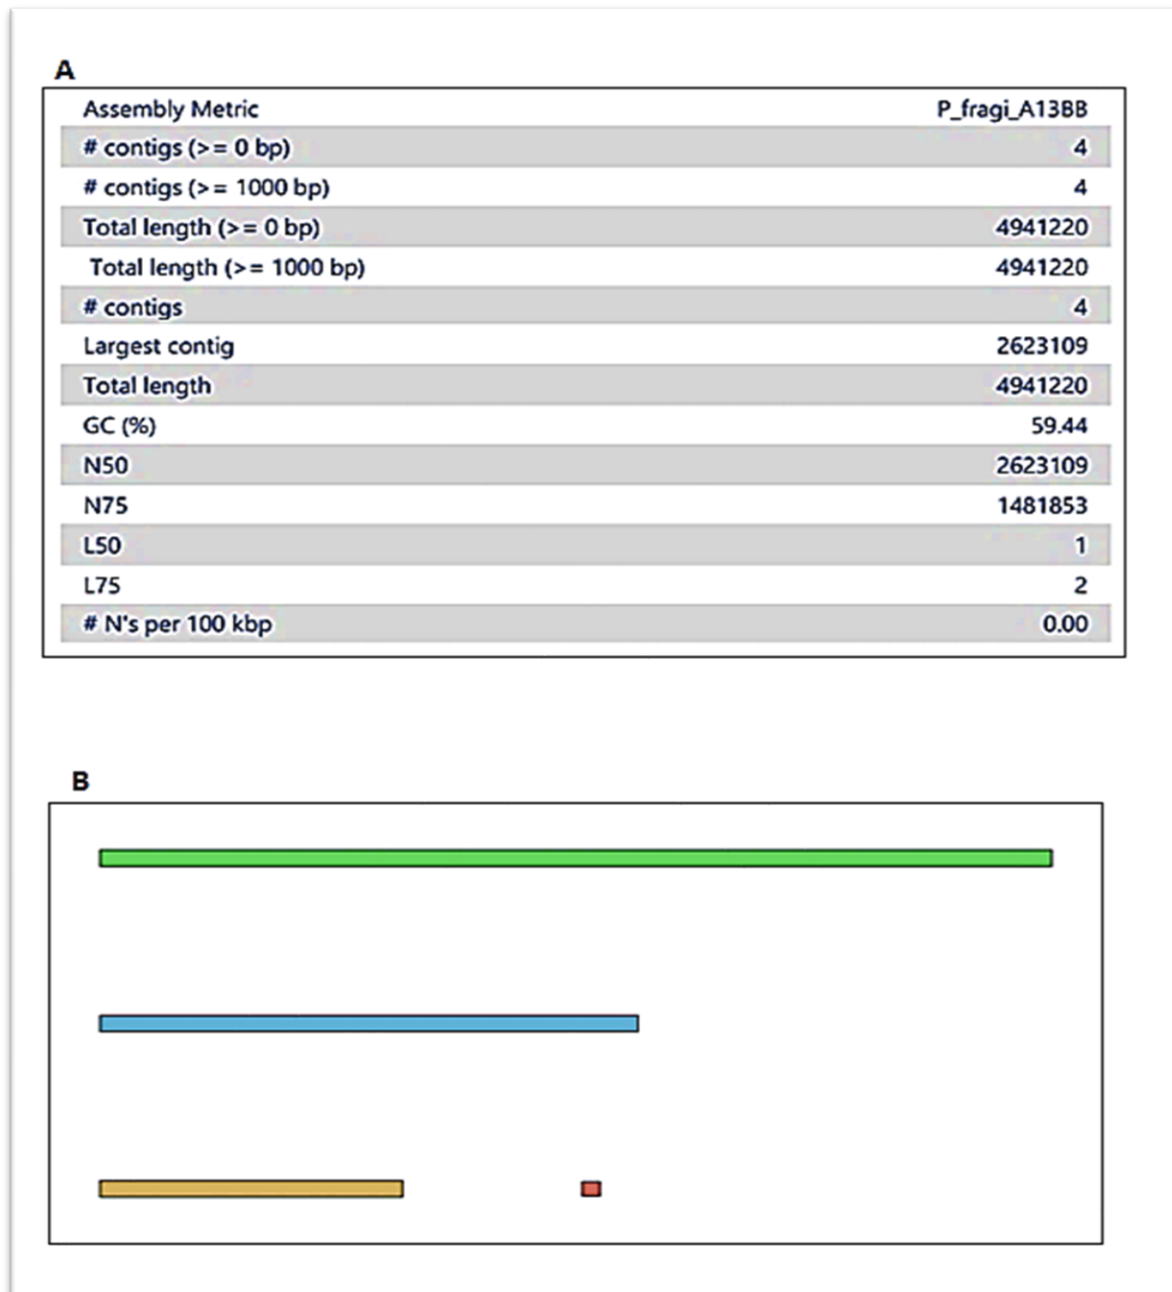 A
Assembly Metric P_fragi_A13BB
# contigs (>= 0 bp) 4
# contigs (>= 1000 bp) 4
Total length (>= 0 bp) 4941220
Total length (>= 1000 bp) 4941220
# contigs 4
Largest contig 2623109
Total length 4941220
GC (%) 59.44
N50 2623109
N75 1481853
L50 1
L75 2
# N's per 100 kbp 0.00
B